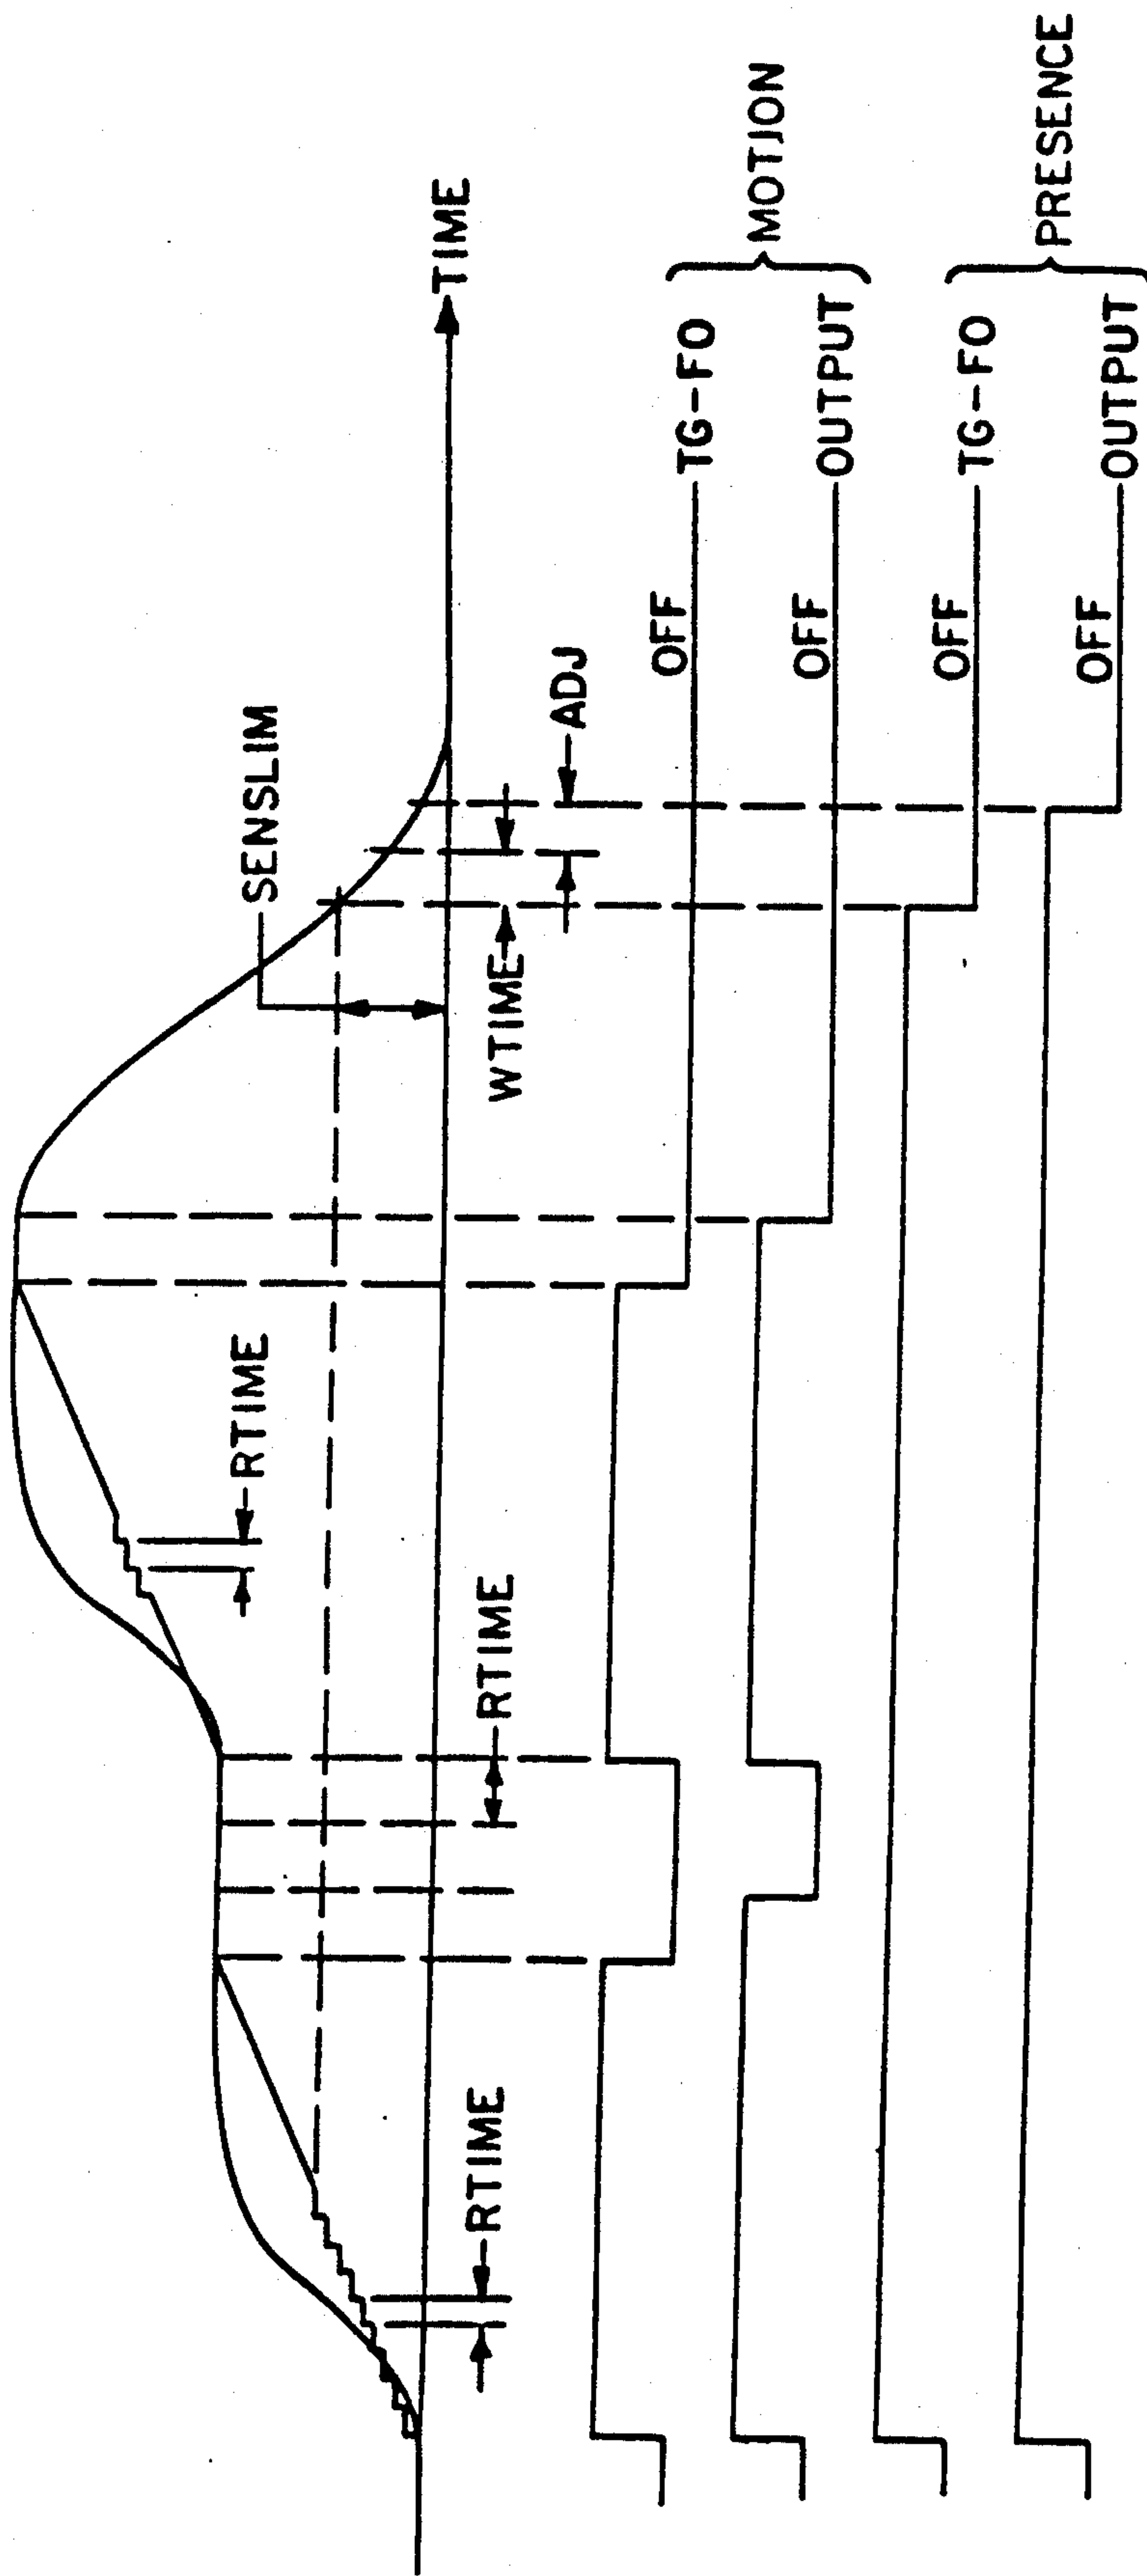 SENSLIM
RTIME
TIME
RTIME
RTIME
WTIME
ADJ
OFF
TG-FO
MOTION
OFF
OUTPUT
OFF
TG-FO
PRESENCE
OFF
OUTPUT